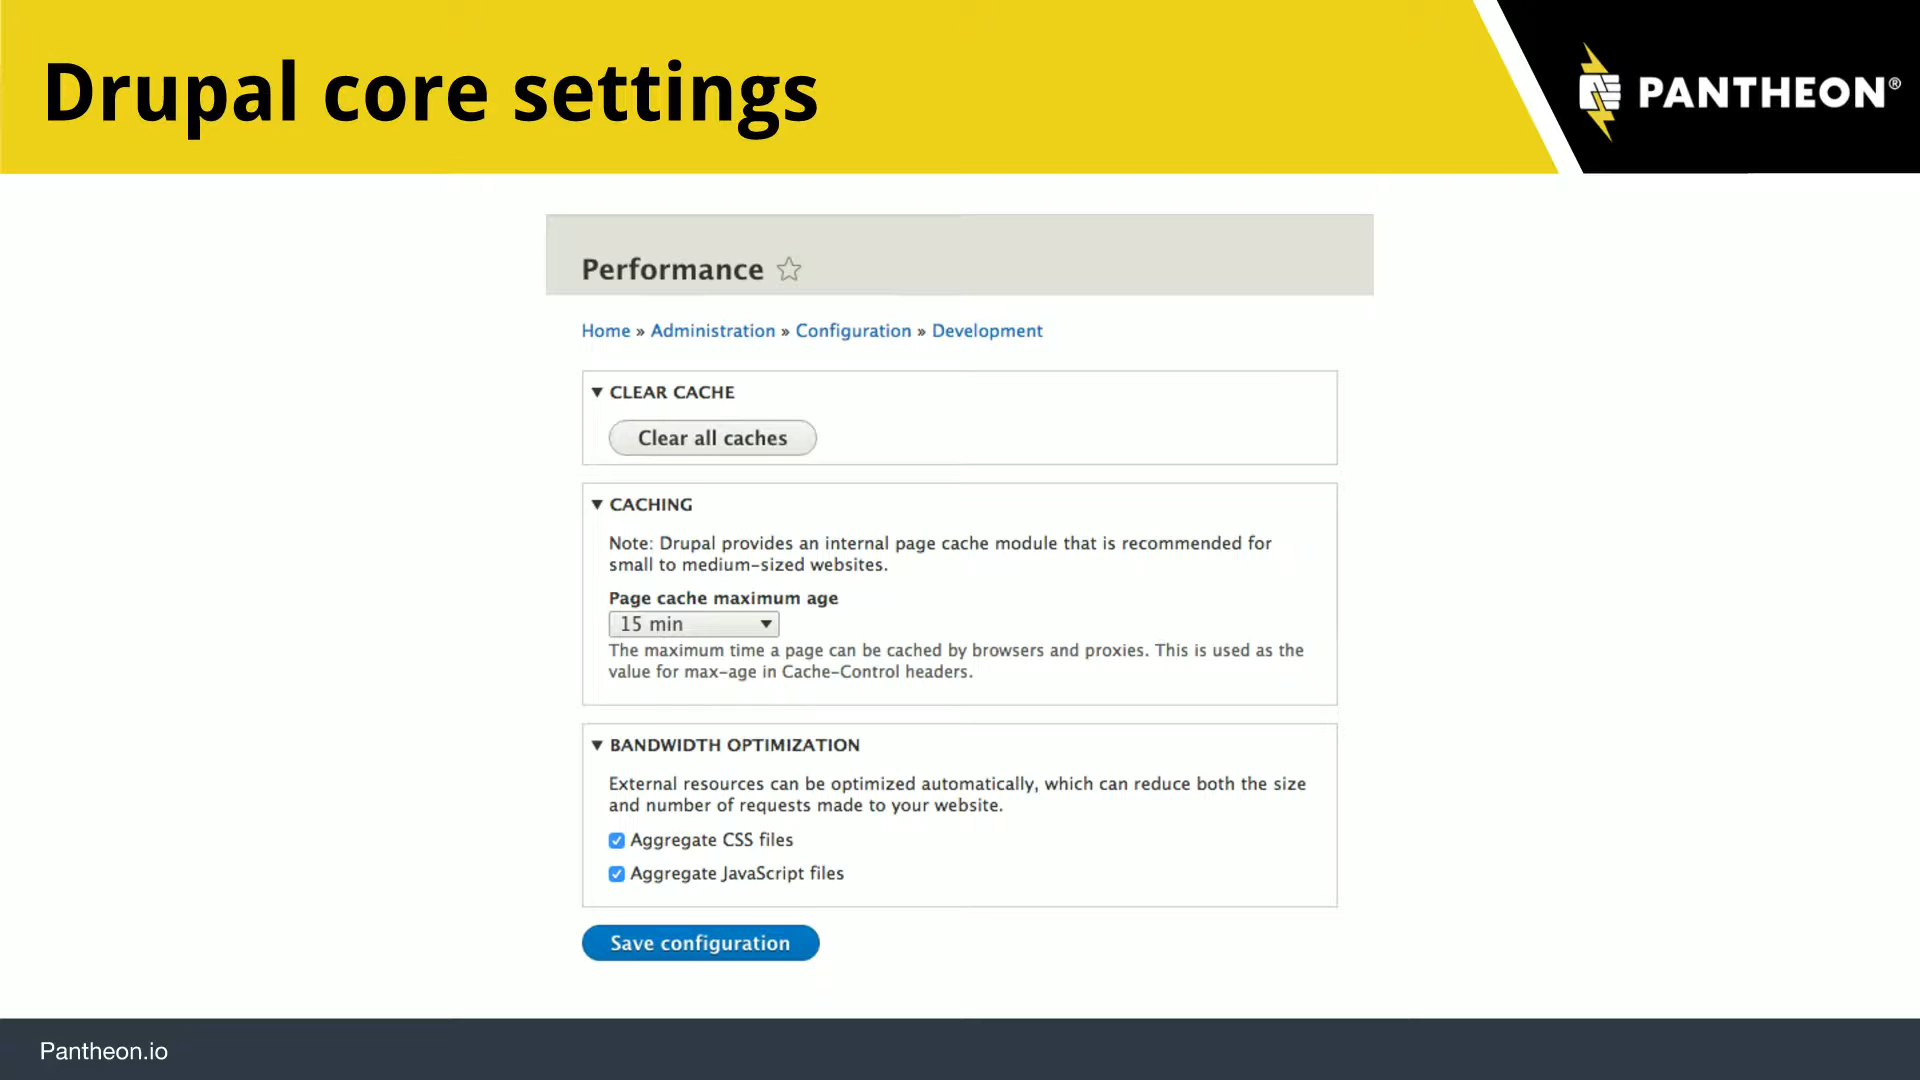 Drupal core settings
PANTHEON®
Performance
Home » Administration » Configuration » Development
▼ CLEAR CACHE
Clear all caches
▼ CACHING
Note: Drupal provides an internal page cache module that is recommended for
small to medium-sized websites.
Page cache maximum age
15 min
The maximum time a page can be cached by browsers and proxies. This is used as the
value for max-age in Cache-Control headers.
▼ BANDWIDTH OPTIMIZATION
External resources can be optimized automatically, which can reduce both the size
and number of requests made to your website.
Aggregate CSS files
Aggregate JavaScript files
Save configuration
Pantheon.io